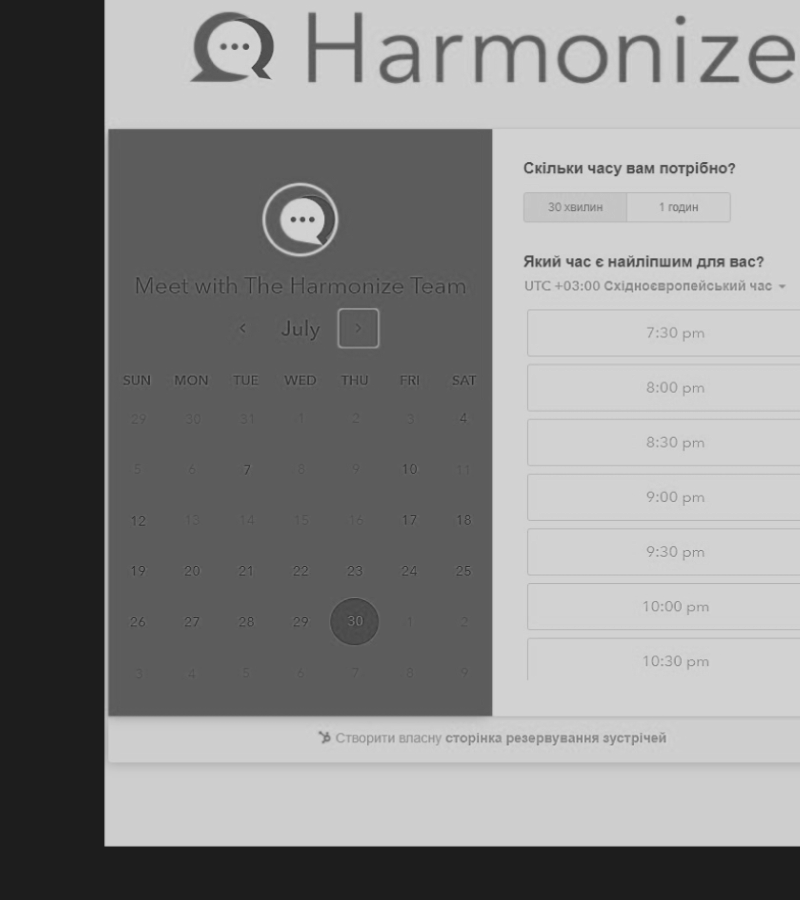 Harmonize
Meet with The Harmonize Team
July
SUN MON TUE WED THU FRI SAT
29 30 31 1 2 3 4
5 6 7 8 9 10 11
12 13 14 15 16 17 18
19 20 21 22 23 24 25
26 27 28 29 30 1 2
3 4 5 6 7 8 9
Скільки часу вам потрібно?
30 хвилин 1 годин
Який час є найліпшим для вас?
UTC +03:00 Східноєвропейський час
7:30 pm
8:00 pm
8:30 pm
9:00 pm
9:30 pm
10:00 pm
10:30 pm
Створити власну сторінка резервування зустрічей